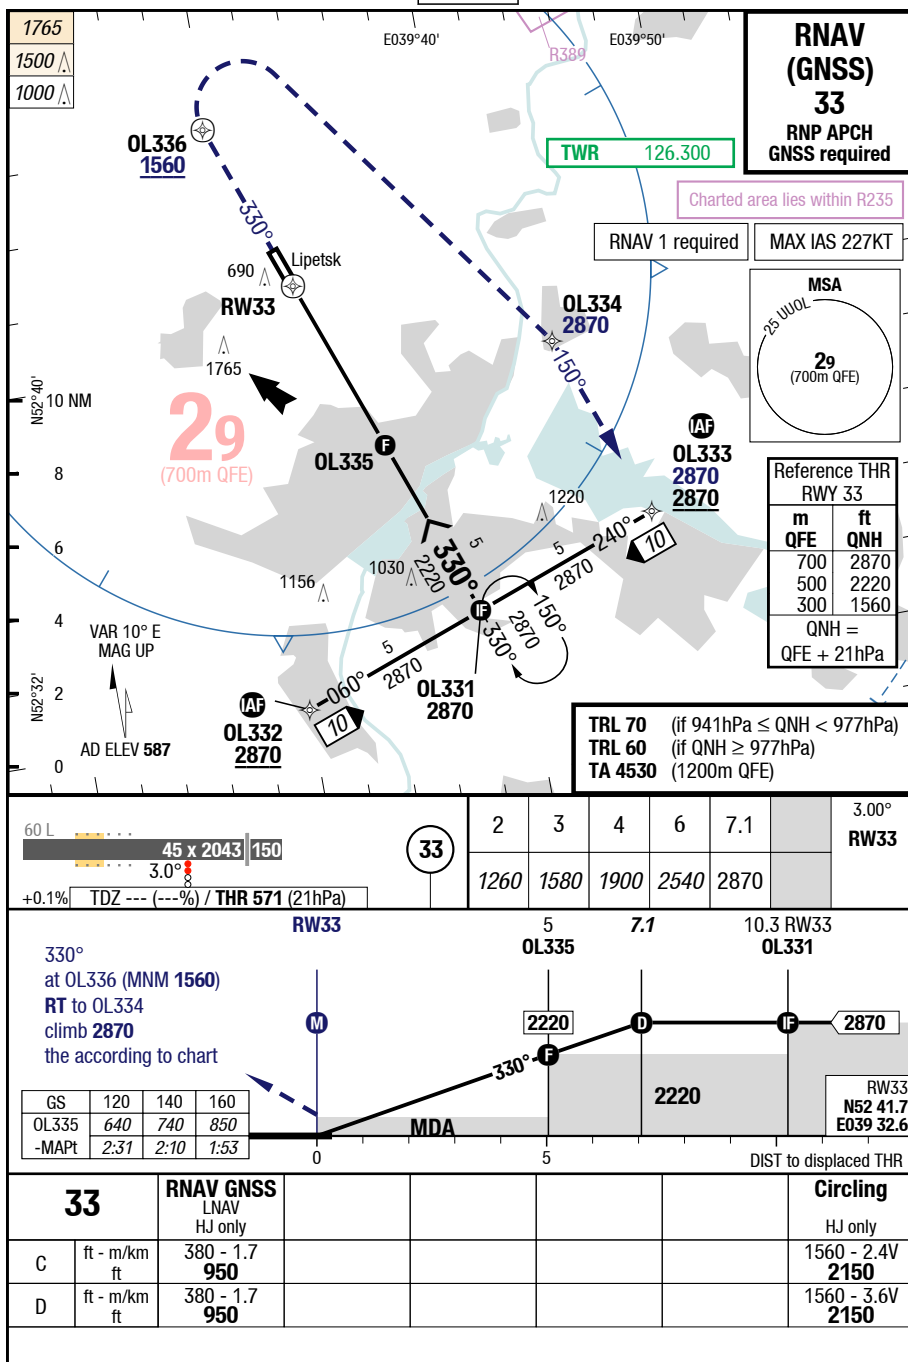 1765
1500
1000
E039°40'
E039°50'
R389
RNAV
(GNSS)
33
RNP APCH
GNSS required
OL336
1560
TWR 126.300
Charted area lies within R235
RNAV 1 required
MAX IAS 227KT
330°
690
Lipetsk
RW33
1765
OL334
2870
150°
MSA
25 UUOL
29
(700m QFE)
N52°40'
10 NM
29
(700m QFE)
OL335
F
IAF
OL333
2870
2870
8
1220
Reference THR
RWY 33
m ft
QFE QNH
700 2870
500 2220
300 1560
QNH =
QFE + 21hPa
6
5
330°
2220
5
2870
240°
10
1156
1030
4
IF
150°
2870
330°
VAR 10° E
MAG UP
5
2870
060°
OL331
2870
N52°32'
2
IAF
OL332
2870
10
AD ELEV 587
0
TRL 70 (if 941hPa ≤ QNH < 977hPa)
TRL 60 (if QNH ≥ 977hPa)
TA 4530 (1200m QFE)
60 L
45 x 2043 150
3.0°
+0.1% TDZ --- (---%) / THR 571 (21hPa)
33
2 3 4 6 7.1
1260 1580 1900 2540 2870
3.00°
RW33
RW33
5
OL335
7.1
10.3 RW33
OL331
330°
at OL336 (MNM 1560)
RT to OL334
climb 2870
the according to chart
M
2220
D
IF
2870
F
330°
2220
MDA
RW33
N52 41.7
E039 32.6
GS 120 140 160
OL335 640 740 850
-MAPt 2:31 2:10 1:53
0 5 DIST to displaced THR
33
RNAV GNSS
LNAV
HJ only
Circling
HJ only
C ft - m/km 380 - 1.7 1560 - 2.4V
ft 950 2150
D ft - m/km 380 - 1.7 1560 - 3.6V
ft 950 2150